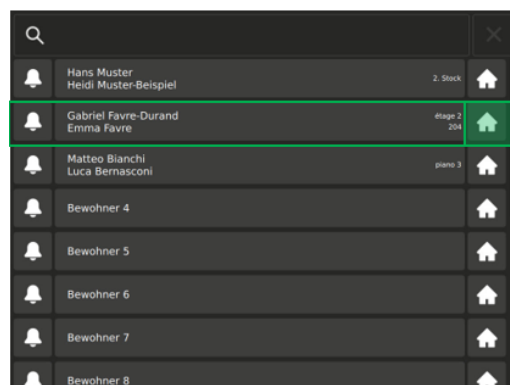 Hans Muster
Heidi Muster-Beispiel
2. Stock
Gabriel Favre-Durand
Emma Favre
étage 2
204
Matteo Bianchi
Luca Bernasconi
piano 3
Bewohner 4
Bewohner 5
Bewohner 6
Bewohner 7
Bewohner 8